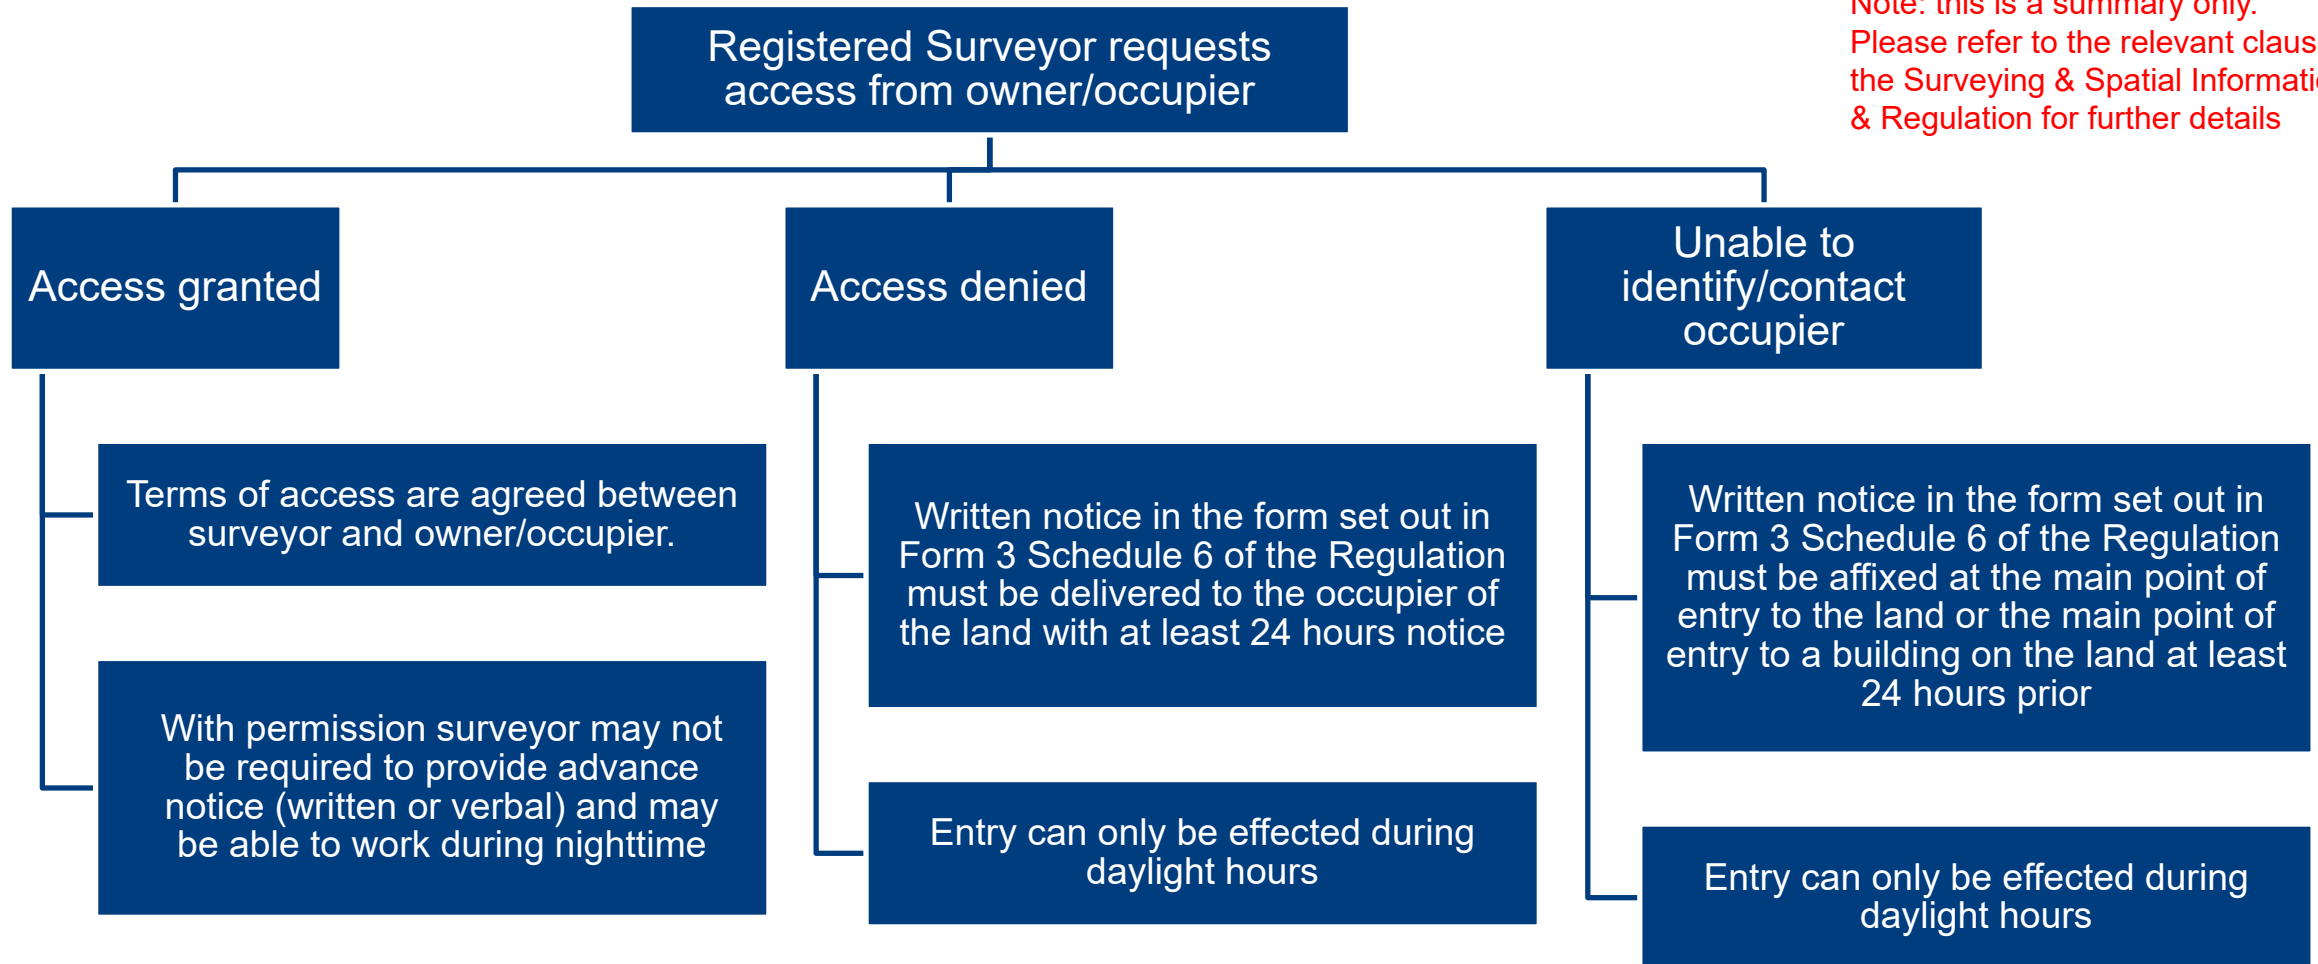 Note: this is a summary only.
Please refer to the relevant claus
the Surveying & Spatial Informati
& Regulation for further details
Registered Surveyor requests
access from owner/occupier
Access granted
Terms of access are agreed between
surveyor and owner/occupier.
With permission surveyor may not
be required to provide advance
notice (written or verbal) and may
be able to work during nighttime
Access denied
Written notice in the form set out in
Form 3 Schedule 6 of the Regulation
must be delivered to the occupier of
the land with at least 24 hours notice
Entry can only be effected during
daylight hours
Unable to
identify/contact
occupier
Written notice in the form set out in
Form 3 Schedule 6 of the Regulation
must be affixed at the main point of
entry to the land or the main point of
entry to a building on the land at least
24 hours prior
Entry can only be effected during
daylight hours